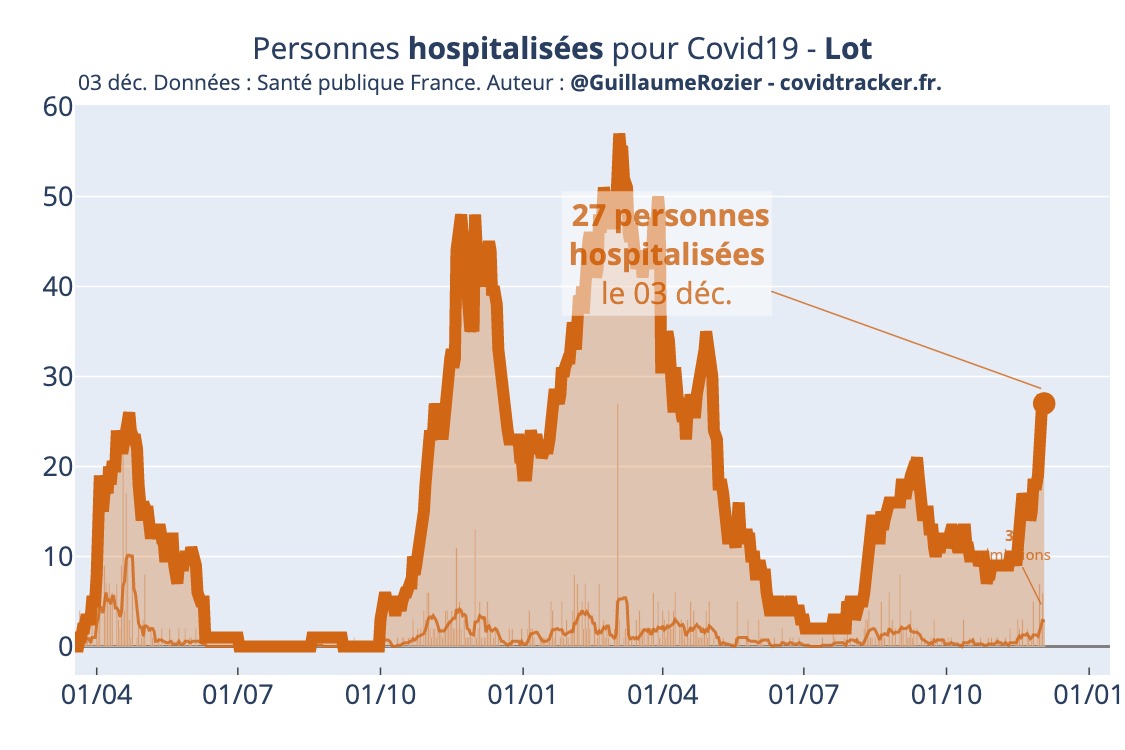 Personnes hospitalisées pour Covid19 - Lot
03 déc. Données : Santé publique France. Auteur : @GuillaumeRozier - covidtracker.fr.
60
50
40
30
20
10
0
27 personnes
hospitalisées
le 03 déc.
3
01/04 01/07 01/10 01/01 01/04 01/07 01/10 01/01